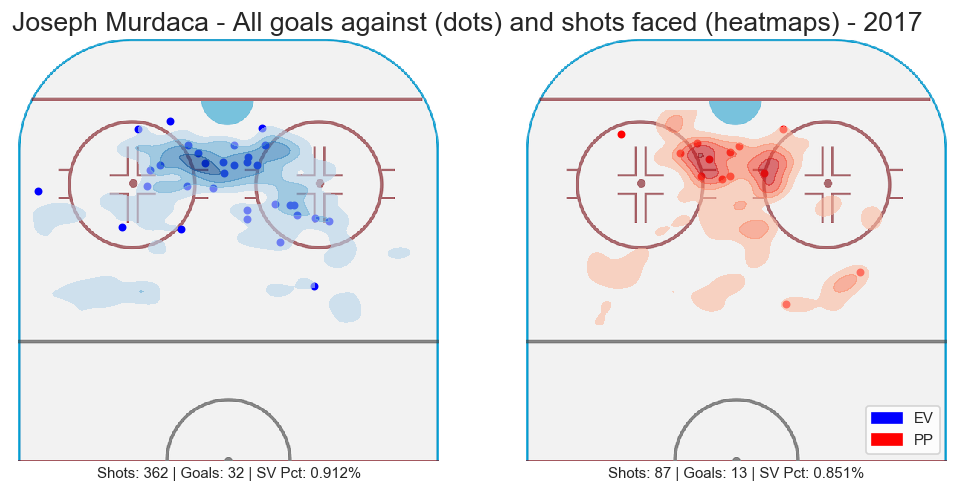 Joseph Murdaca - All goals against (dots) and shots faced (heatmaps) - 2017
EV
PP
Shots: 362 | Goals: 32 | SV Pct: 0.912%
Shots: 87 | Goals: 13 | SV Pct: 0.851%